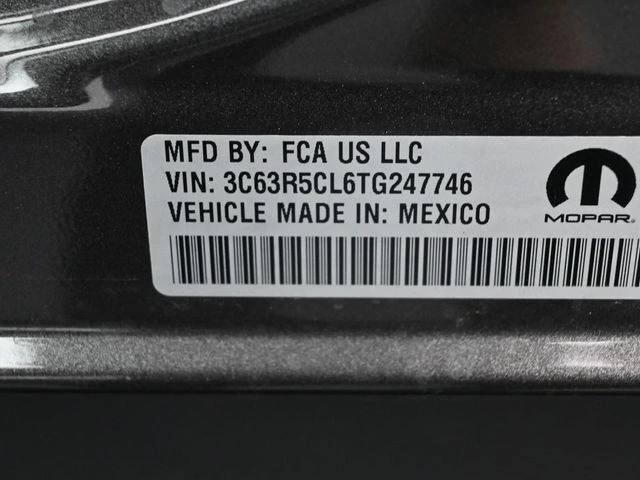 MFD BY: FCA US LLC
VIN: 3C63R5CL6TG247746
VEHICLE MADE IN: MEXICO
MOPAR